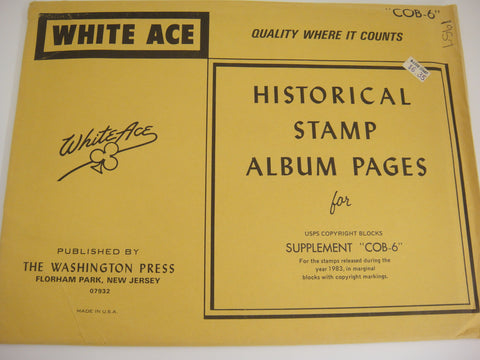 WHITE ACE
QUALITY WHERE IT COUNTS
"COB-6"
White Ace
HISTORICAL
STAMP
ALBUM PAGES
for
USPS COPYRIGHT BLOCKS
SUPPLEMENT "COB-6"
For the stamps released during the
year 1983, in marginal
blocks with copyright markings.
PUBLISHED BY
THE WASHINGTON PRESS
FLORHAM PARK, NEW JERSEY
07932
MADE IN U.S.A.